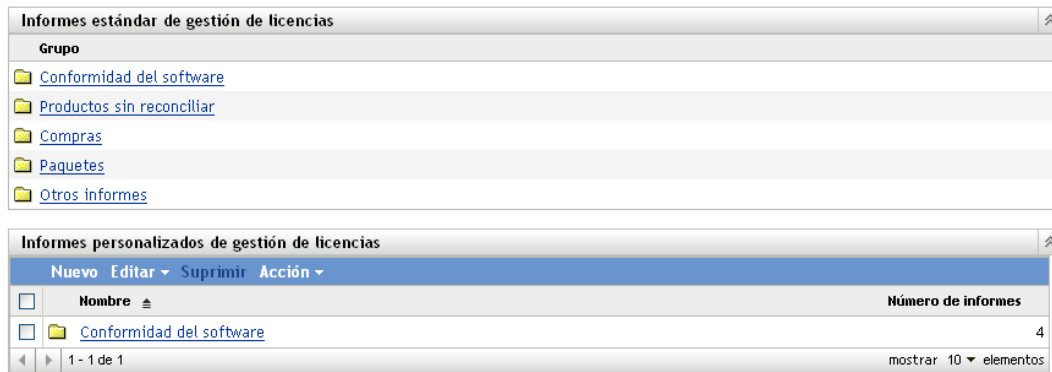 Informes estándar de gestión de licencias
Grupo
Conformidad del software
Productos sin reconciliar
Compras
Paquetes
Otros informes
Informes personalizados de gestión de licencias
Nuevo Editar Suprimir Acción
Nombre Número de informes
Conformidad del software 4
1 - 1 de 1 mostrar 10 elementos